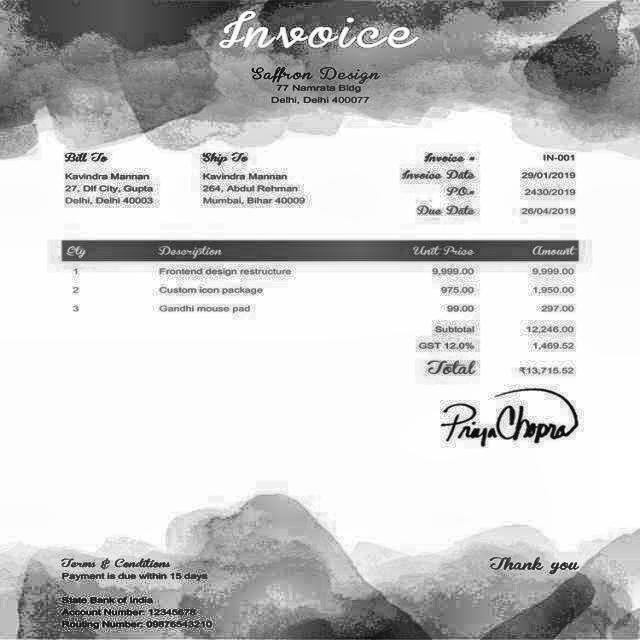 Invoice
Saffron Design
77 Namrata Bldg
Delhi, Delhi 400077
Bill To
Kavindra Mannan
27, Dlf City, Gupta
Delhi, Delhi 40003
Ship To
Kavindra Mannan
264, Abdul Rehman
Mumbai, Bihar 40009
Invoice # IN-001
Invoice Date 29/01/2019
P.O.# 2430/2019
Due Date 26/04/2019
Qty Description Unit Price Amount
1 Frontend design restructure 9,999.00 9,999.00
2 Custom icon package 975.00 1,950.00
3 Gandhi mouse pad 99.00 297.00
Subtotal 12,246.00
GST 12.0% 1,469.52
Total ₹13,715.52
Priya Chopra
Terms & Conditions
Payment is due within 15 days
State Bank of India
Account Number: 12345678
Routing Number: 09876543210
Thank you